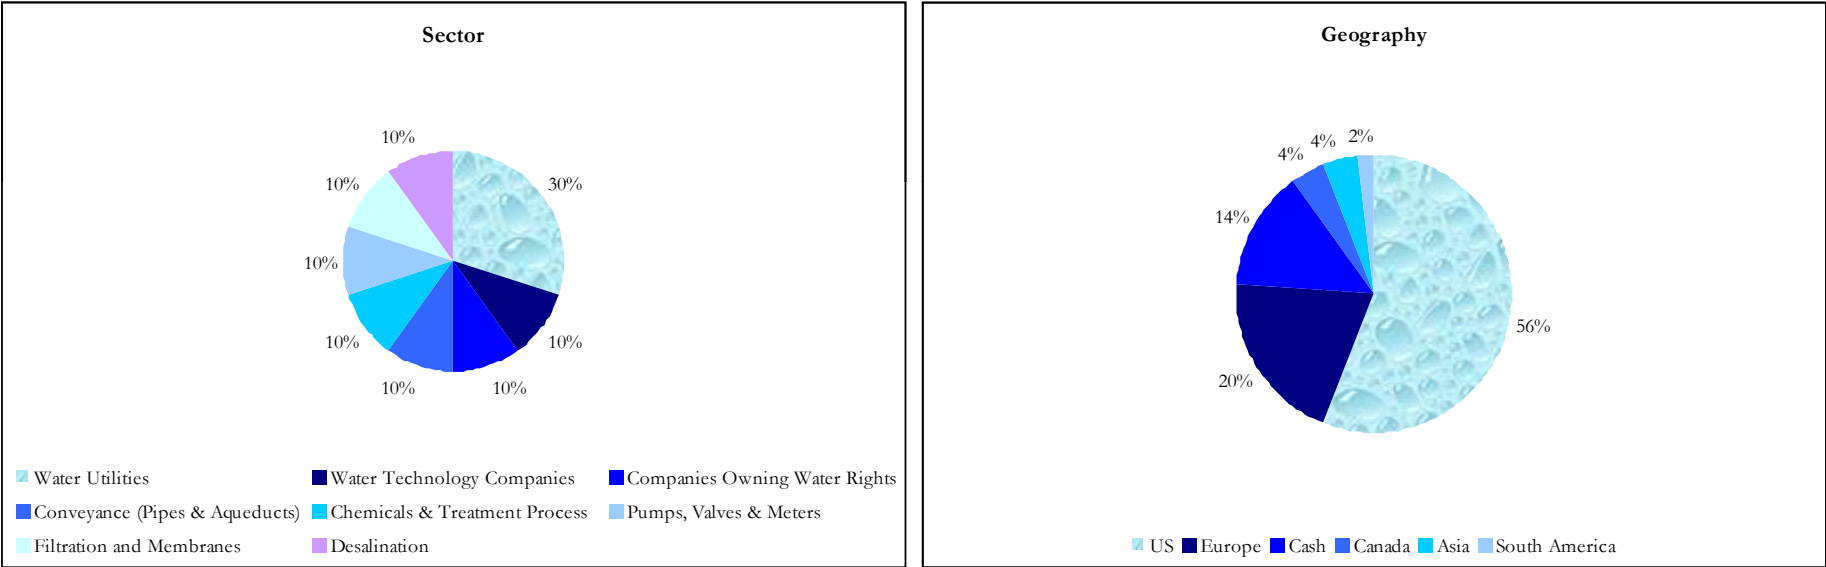 Sector
10%
10%
30%
10%
10%
10%
10%
10%
Water Utilities
Water Technology Companies
Companies Owning Water Rights
Conveyance (Pipes & Aqueducts)
Chemicals & Treatment Process
Pumps, Valves & Meters
Filtration and Membranes
Desalination
Geography
2%
4%
4%
14%
56%
20%
US
Europe
Cash
Canada
Asia
South America